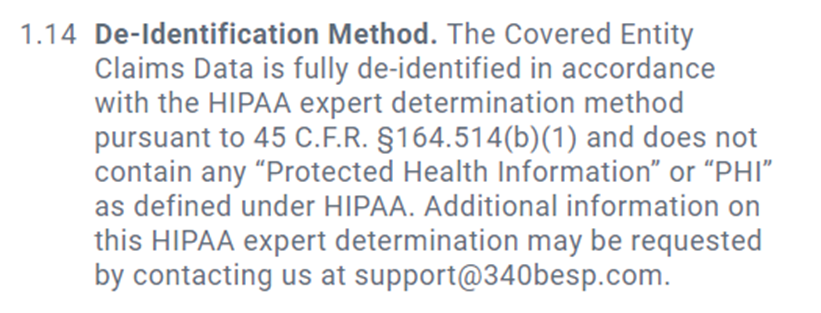 1.14 De-Identification Method. The Covered Entity
Claims Data is fully de-identified in accordance
with the HIPAA expert determination method
pursuant to 45 C.F.R. §164.514(b)(1) and does not
contain any “Protected Health Information” or “PHI”
as defined under HIPAA. Additional information on
this HIPAA expert determination may be requested
by contacting us at support@340besp.com.